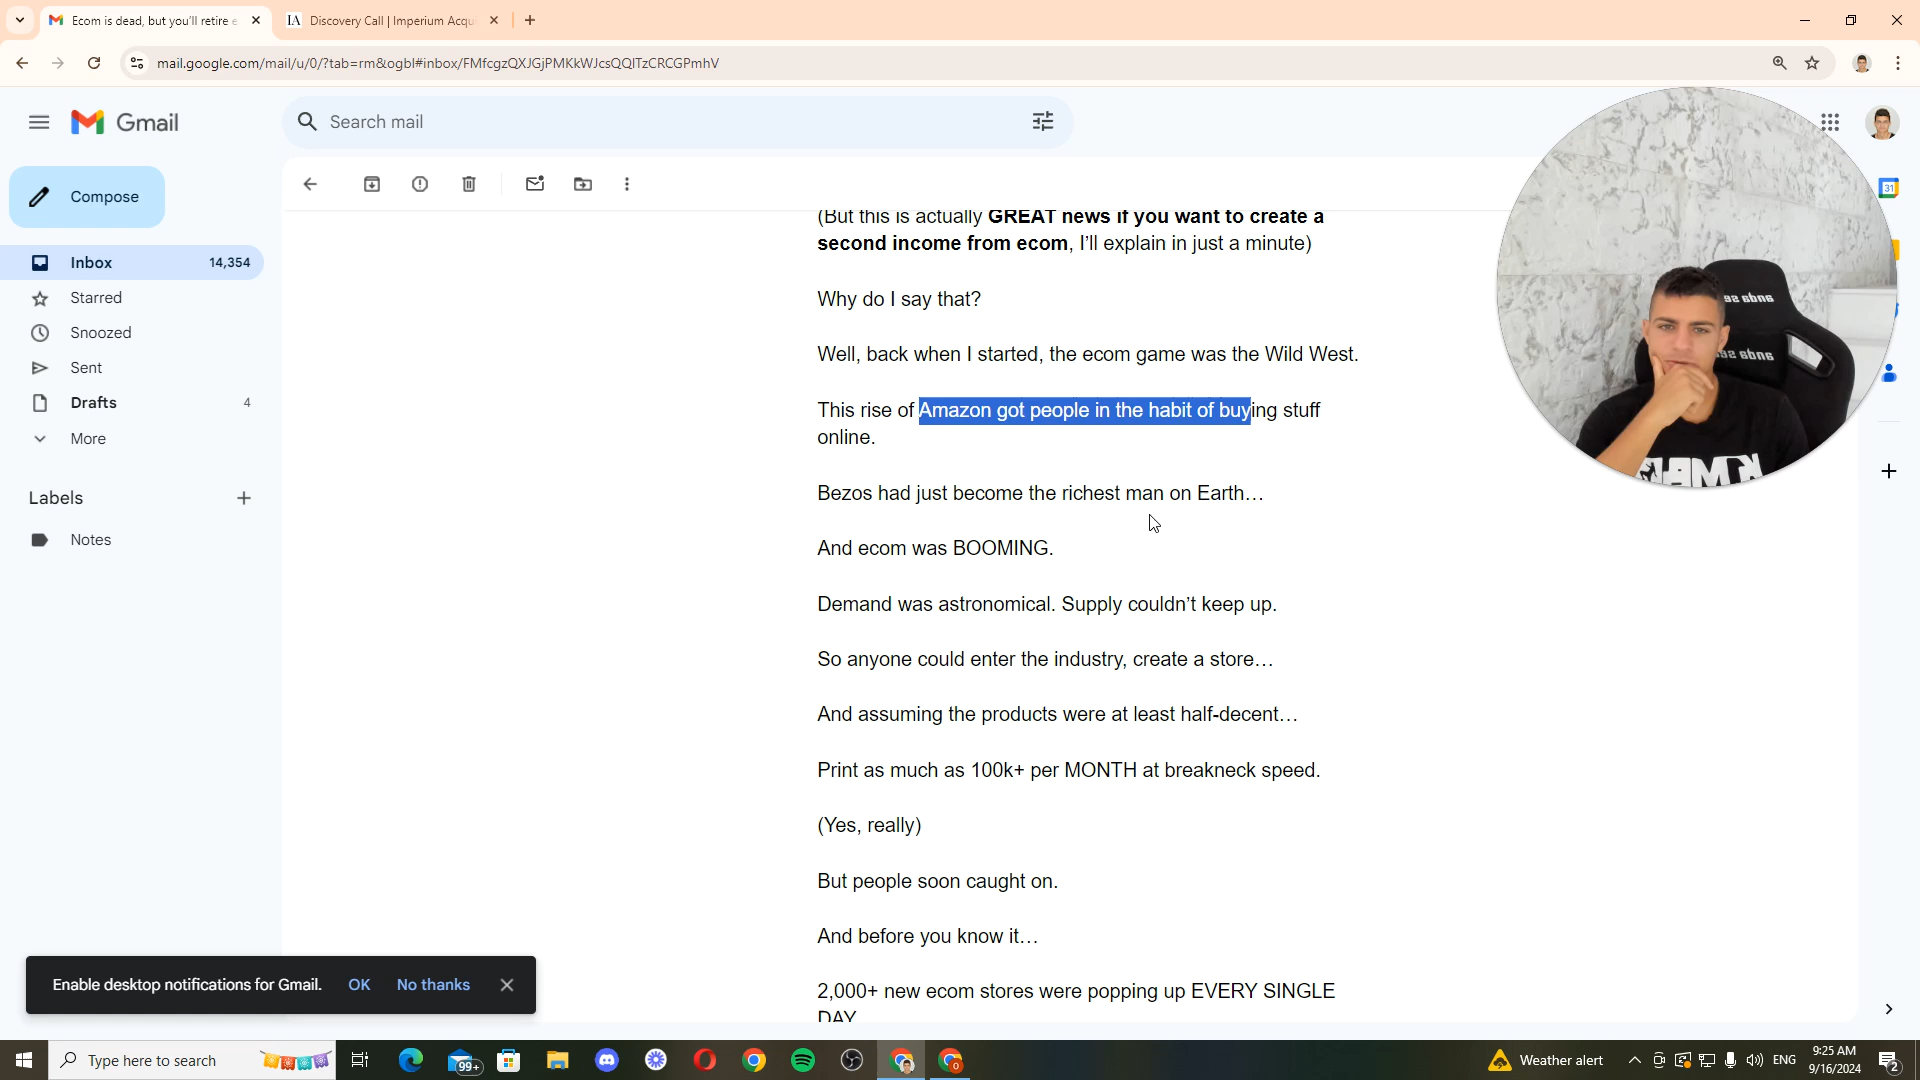 Ecom is dead, but you'll retire e
Discovery Call | Imperium Acqu
mail.google.com/mail/u/0/?tab=rm&ogbl#inbox/FMfcgzQXJGjPMKkWJcsQQlTzCRCGPmhV
Gmail
Search mail
Compose
Inbox 14,354
Starred
Snoozed
Sent
Drafts 4
More
Labels
Notes
(But this is actually GREAT news if you want to create a
second income from ecom, I'll explain in just a minute)
Why do I say that?
Well, back when I started, the ecom game was the Wild West.
This rise of Amazon got people in the habit of buying stuff
online.
Bezos had just become the richest man on Earth…
And ecom was BOOMING.
Demand was astronomical. Supply couldn't keep up.
So anyone could enter the industry, create a store…
And assuming the products were at least half-decent…
Print as much as 100k+ per MONTH at breakneck speed.
(Yes, really)
But people soon caught on.
And before you know it…
2,000+ new ecom stores were popping up EVERY SINGLE
DAY
31
Enable desktop notifications for Gmail. OK No thanks
Type here to search
99+
Weather alert
ENG
9:25 AM
9/16/2024
2